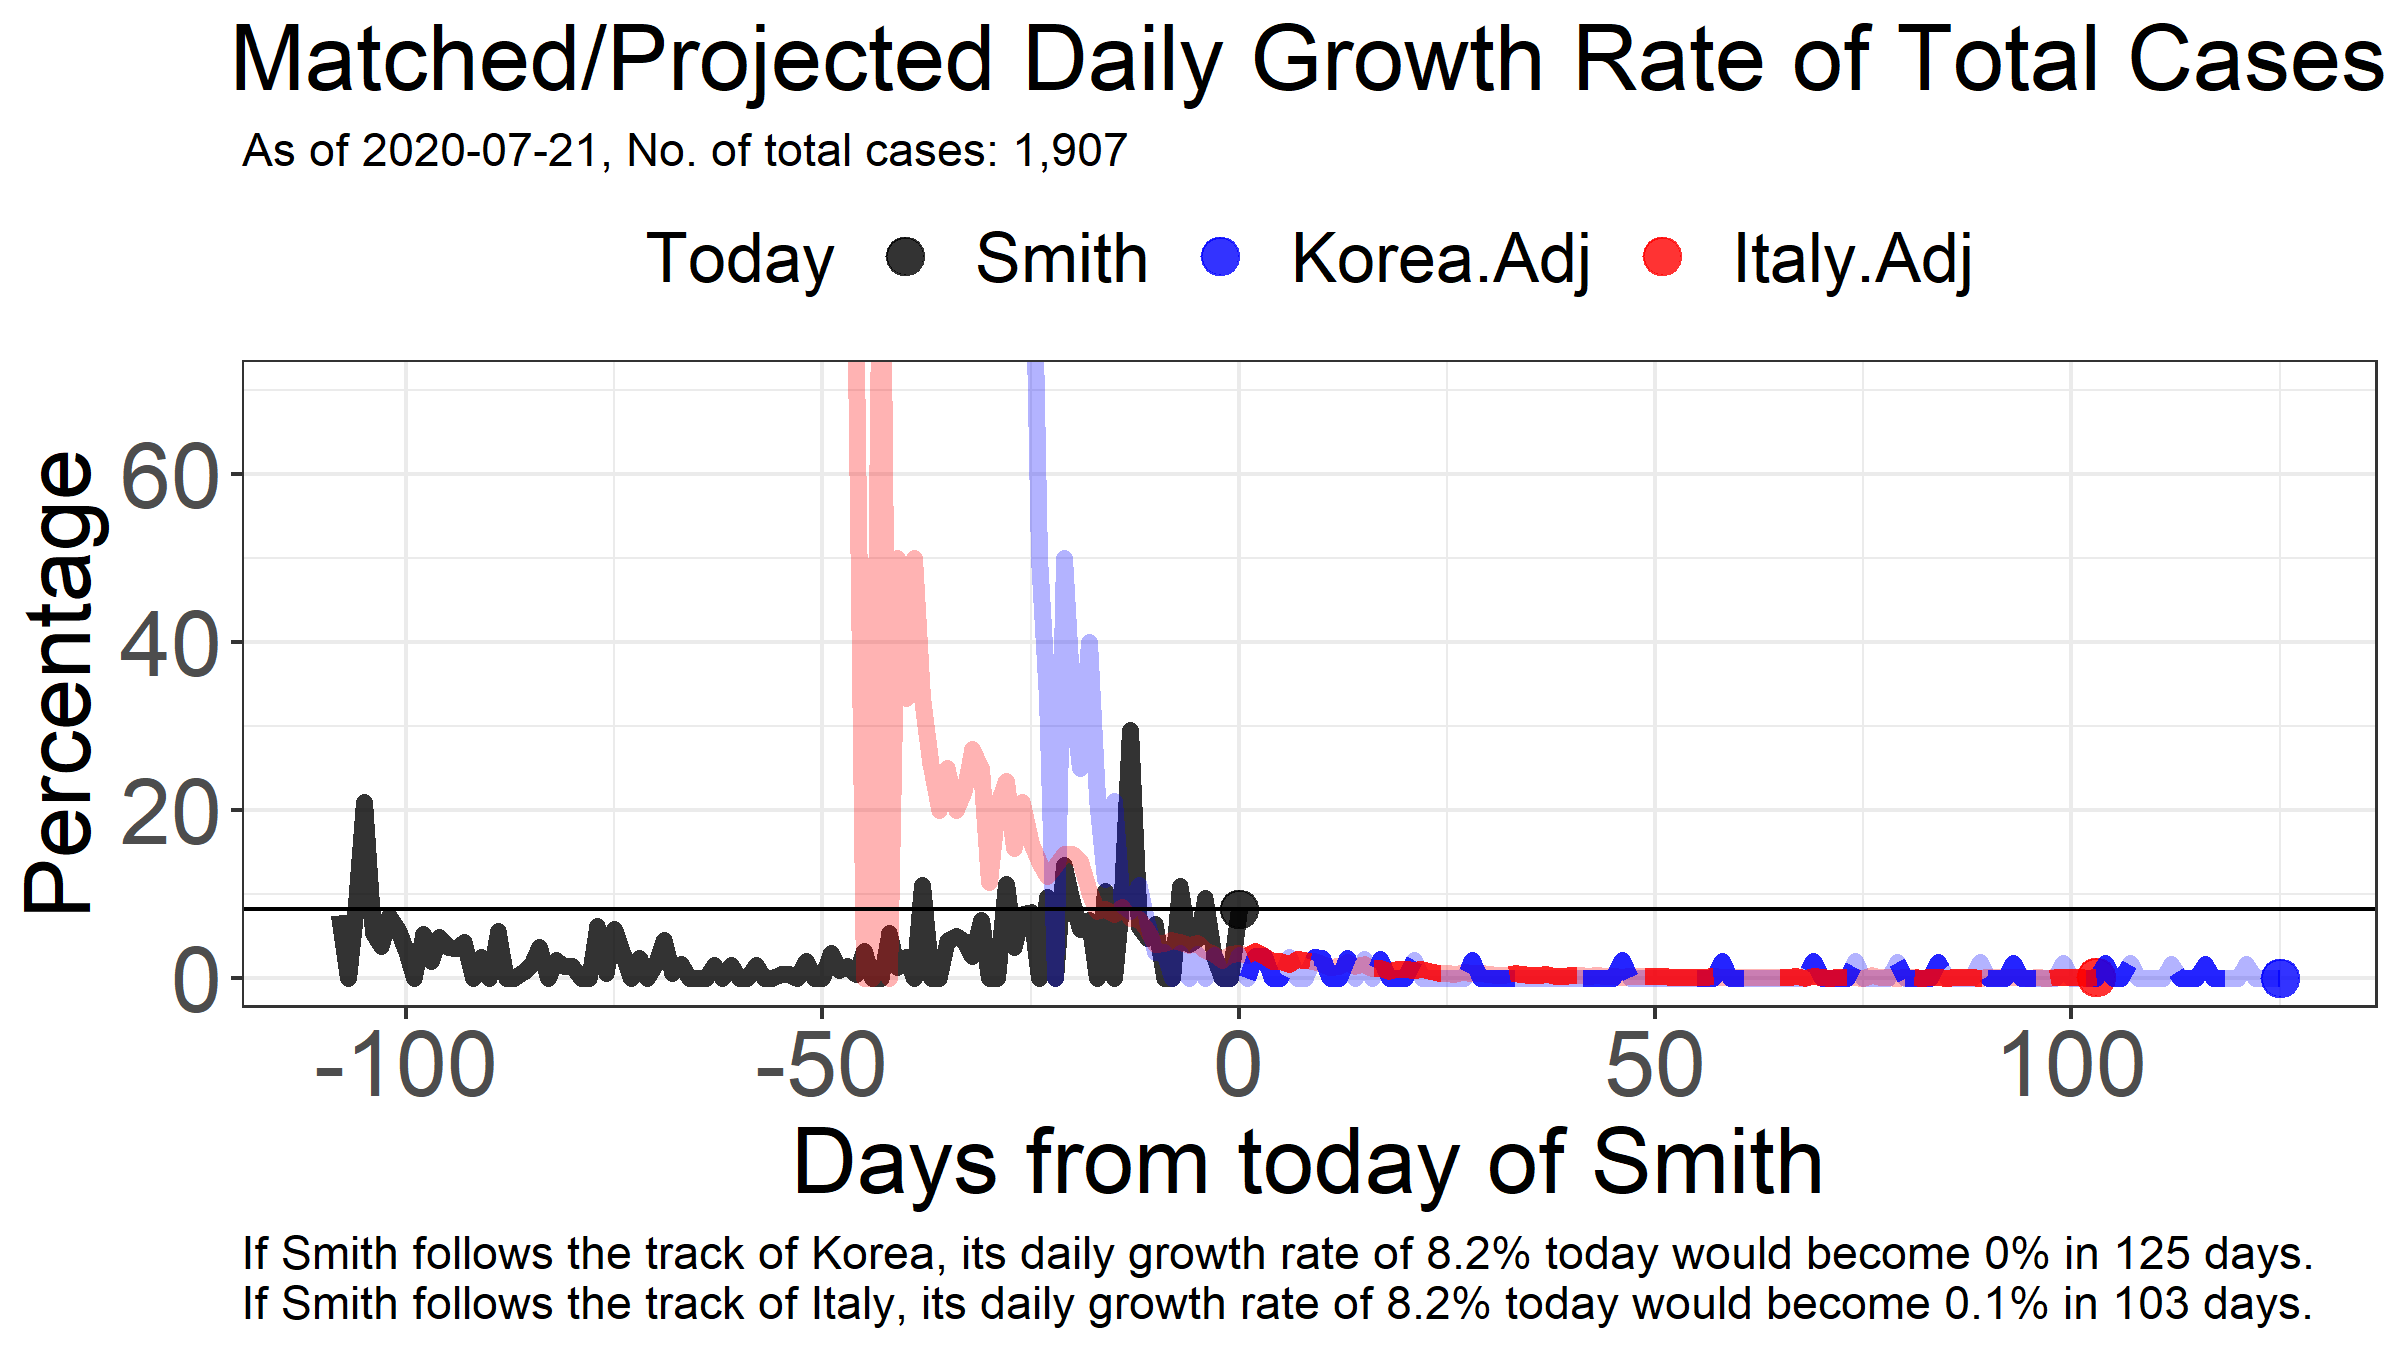 Matched/Projected Daily Growth Rate of Total Cases
As of 2020-07-21, No. of total cases: 1,907
Today Smith Korea.Adj Italy.Adj
Percentage
60
40
20
0
-100 -50 0 50 100
Days from today of Smith
If Smith follows the track of Korea, its daily growth rate of 8.2% today would become 0% in 125 days.
If Smith follows the track of Italy, its daily growth rate of 8.2% today would become 0.1% in 103 days.